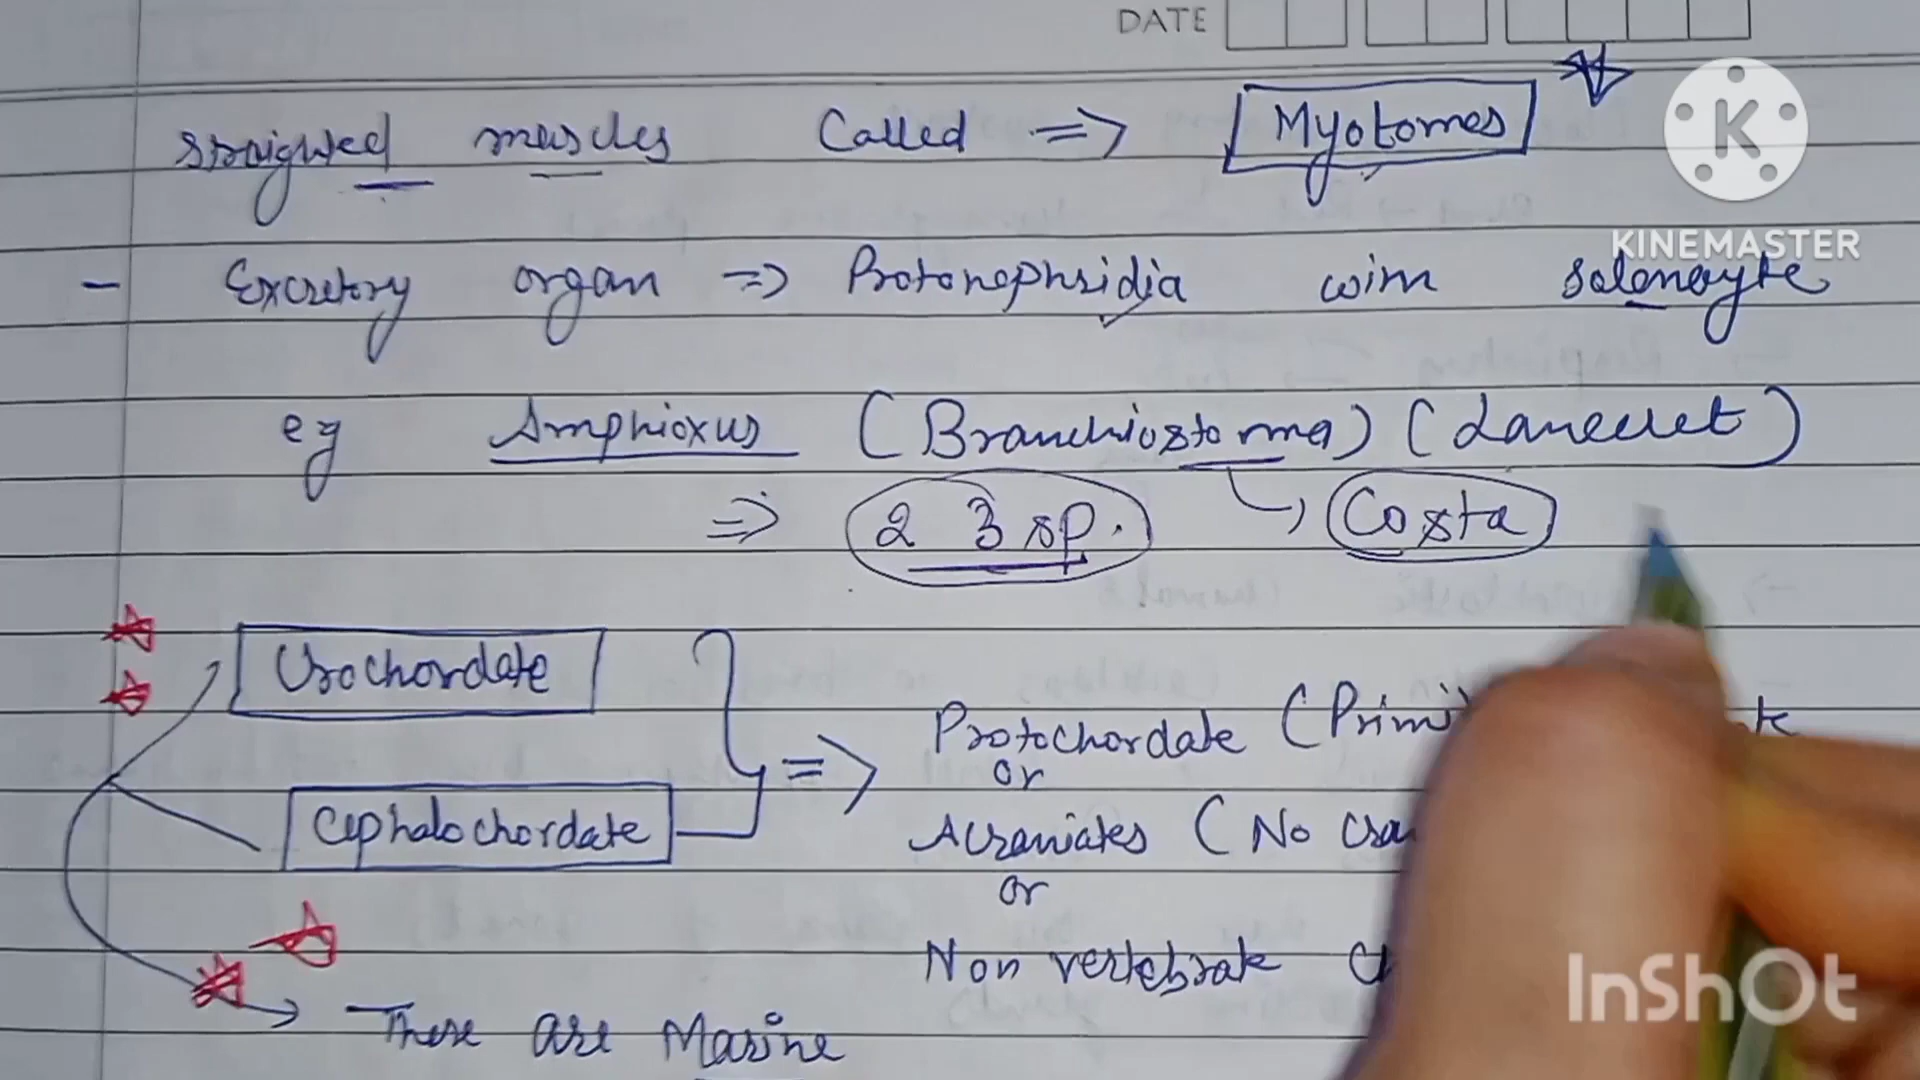 DATE
straighted muscles Called => Myotomes
K
KINEMASTER
- Excretory organ => Protonephridia with solenocyte
eg Amphioxus (Branchiostoma) (Lancelet)
=> 2 3 sp. → Costa
Urochordate
Protochordate (Primi
or
=>
Cephalochordate
Acraniates (No cra
or
Non vertebrate C
InShOt
→ These are Marine